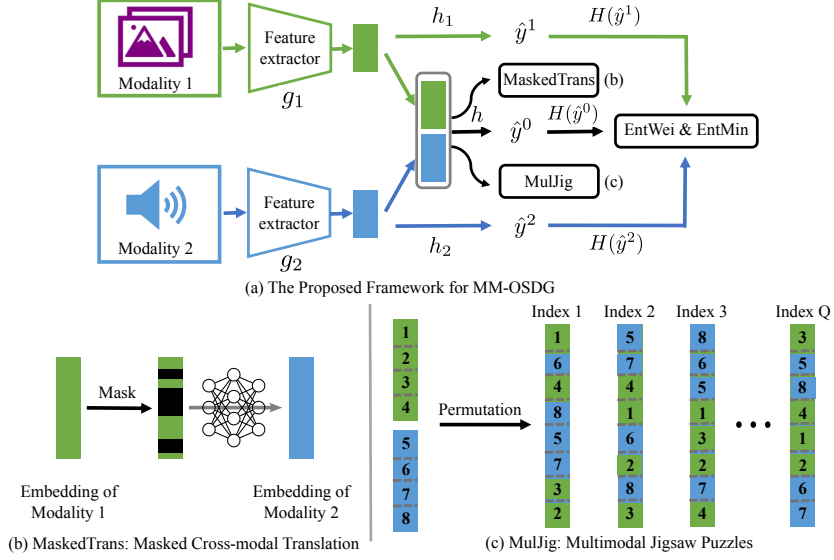 Modality 1
Feature extractor
g₁
h₁
ŷ¹
H(ŷ¹)
MaskedTrans
(b)
h
ŷ⁰
H(ŷ⁰)
EntWei & EntMin
MulJig
(c)
Modality 2
Feature extractor
g₂
h₂
ŷ²
H(ŷ²)
(a) The Proposed Framework for MM-OSDG
Mask
Embedding of
Modality 1
Embedding of
Modality 2
(b) MaskedTrans: Masked Cross-modal Translation
1
2
3
4
5
6
7
8
Permutation
Index 1 Index 2 Index 3 Index Q
1 5 8 3
6 7 6 5
4 4 5 8
8 1 1 4
5 6 3 1
7 2 2 2
3 8 7 6
2 3 4 7
(c) MulJig: Multimodal Jigsaw Puzzles